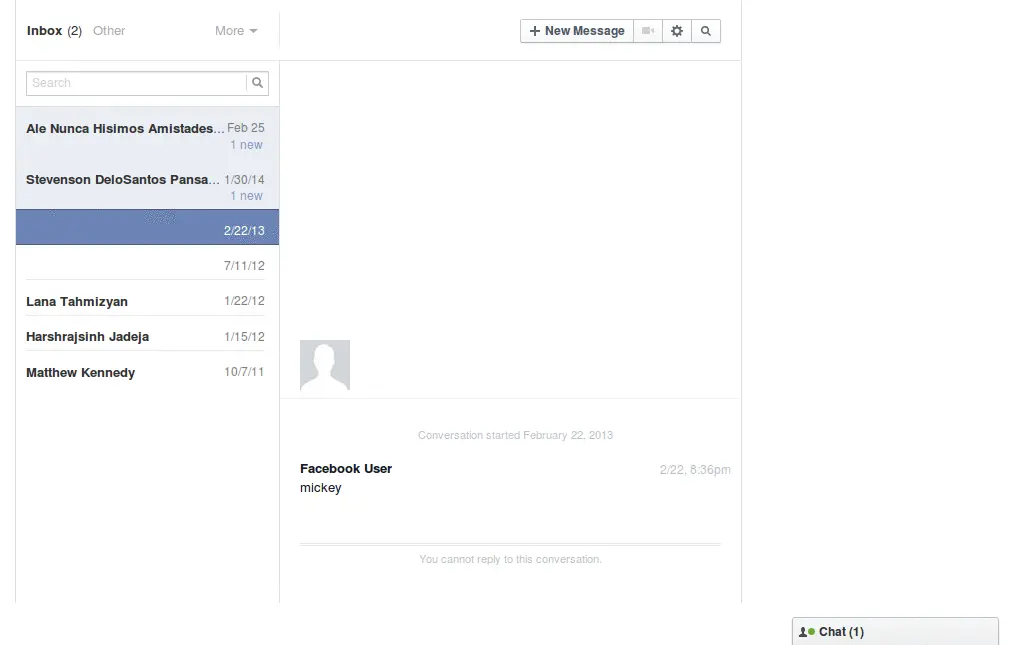 Inbox (2) Other More
+ New Message
Search
Ale Nunca Hisimos Amistades... Feb 25
1 new
Stevenson DeloSantos Pansa... 1/30/14
1 new
2/22/13
7/11/12
Lana Tahmizyan 1/22/12
Harshrajsinh Jadeja 1/15/12
Matthew Kennedy 10/7/11
Conversation started February 22, 2013
Facebook User 2/22, 8:36pm
mickey
You cannot reply to this conversation.
Chat (1)